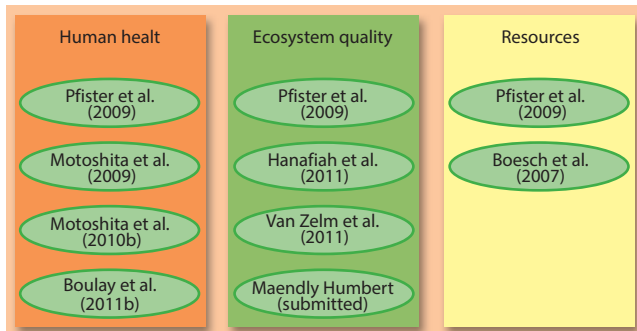 Human healt
Pfister et al.
(2009)
Motoshita et al.
(2009)
Motoshita et al.
(2010b)
Boulay et al.
(2011b)
Ecosystem quality
Pfister et al.
(2009)
Hanafiah et al.
(2011)
Van Zelm et al.
(2011)
Maendly Humbert
(submitted)
Resources
Pfister et al.
(2009)
Boesch et al.
(2007)